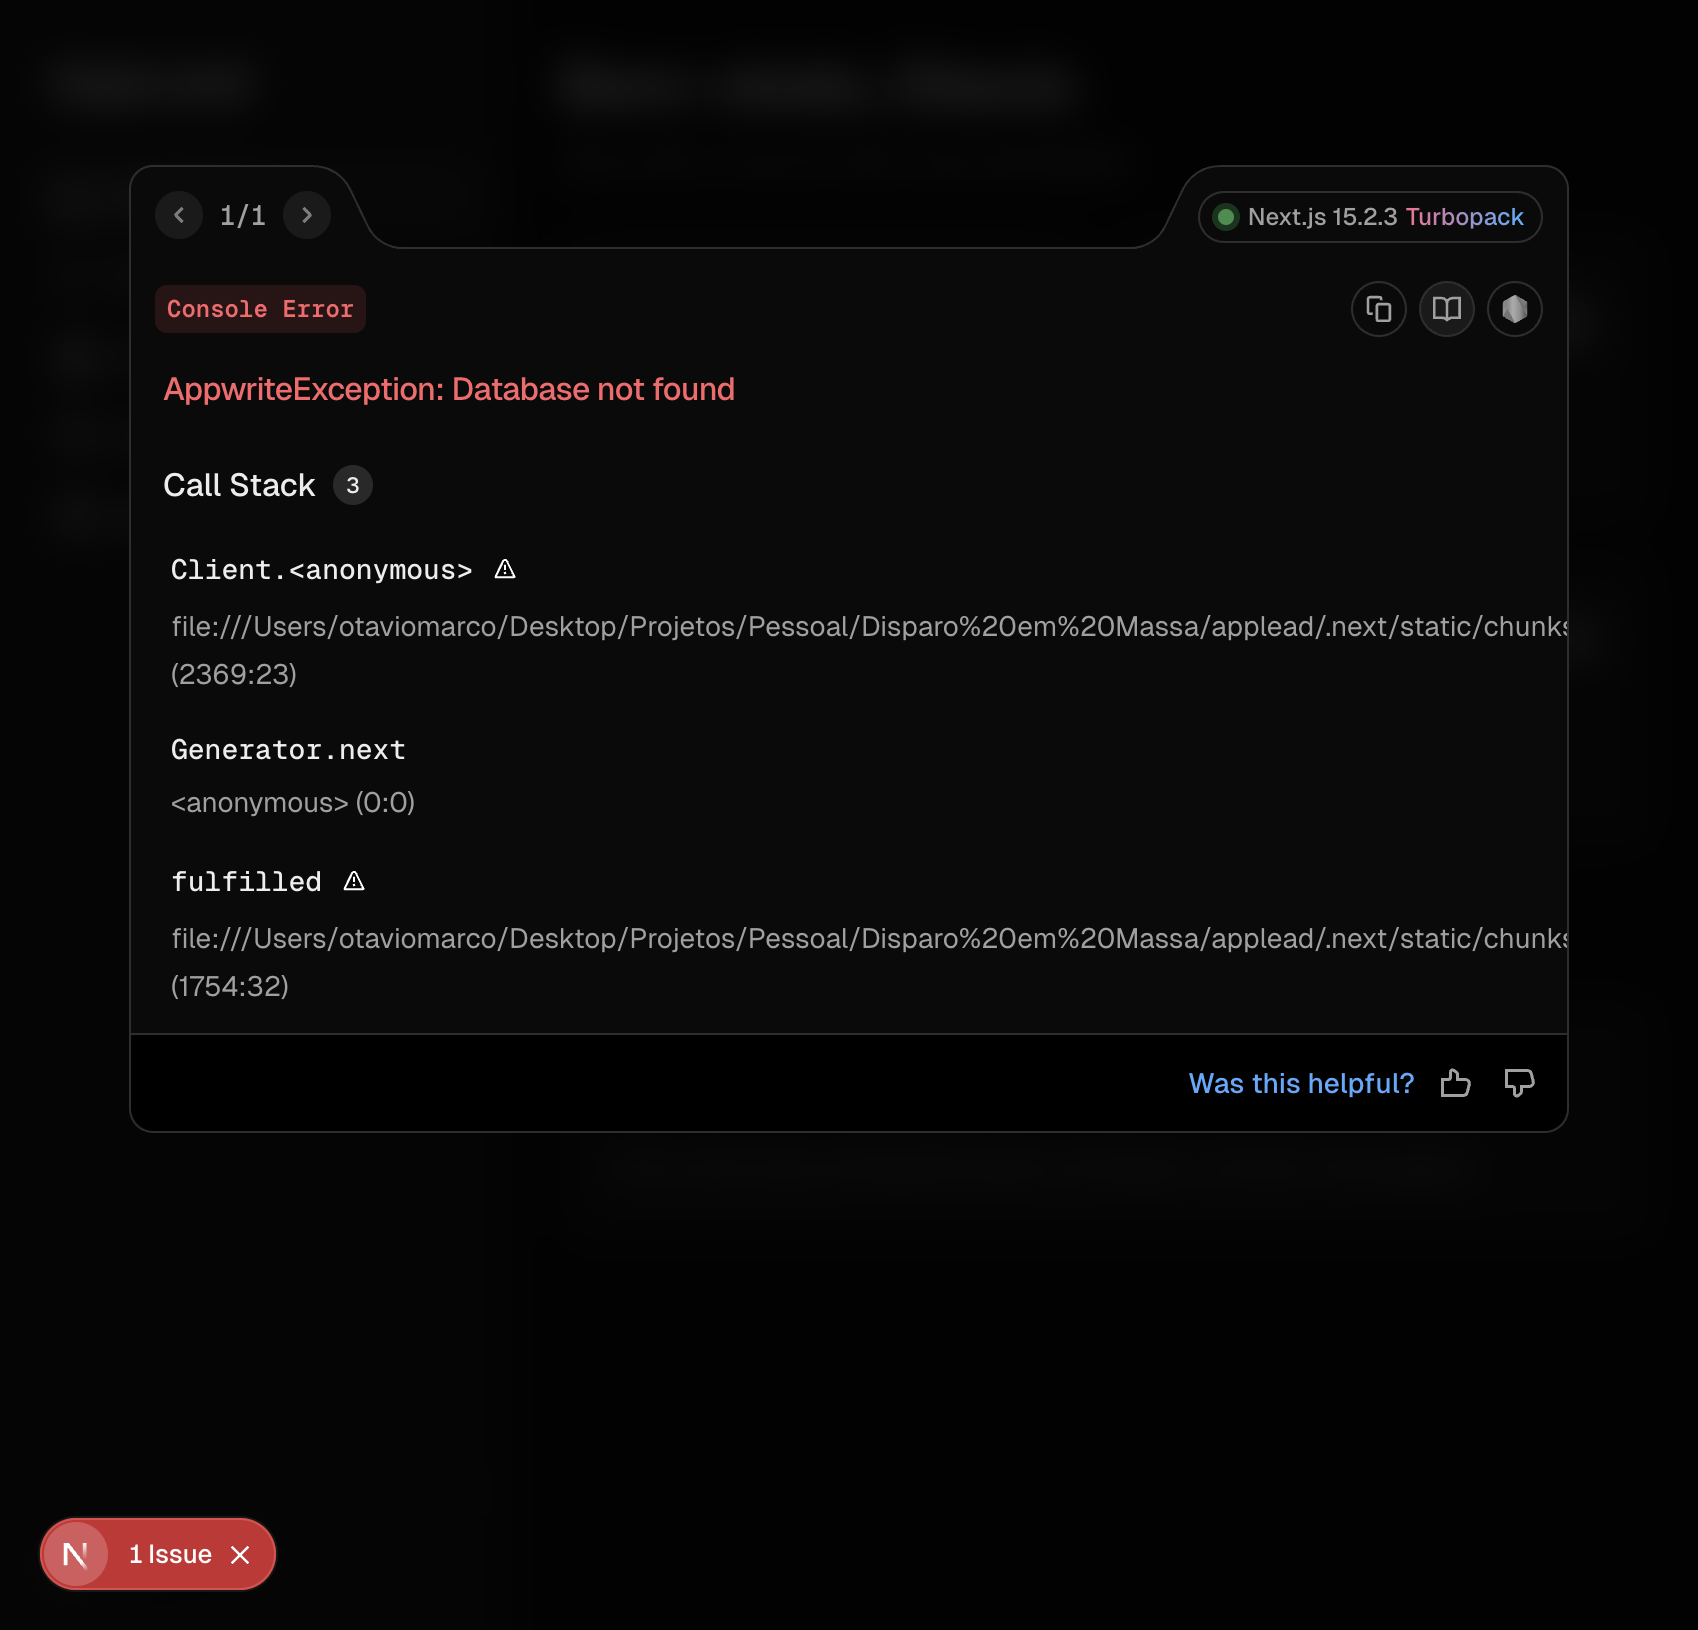 1/1
Next.js 15.2.3 Turbopack
Console Error
AppwriteException: Database not found
Call Stack 3
Client.<anonymous>
file:///Users/otaviomarco/Desktop/Projetos/Pessoal/Disparo%20em%20Massa/applead/.next/static/chunks
(2369:23)
Generator.next
<anonymous> (0:0)
fulfilled
file:///Users/otaviomarco/Desktop/Projetos/Pessoal/Disparo%20em%20Massa/applead/.next/static/chunks
(1754:32)
Was this helpful?
N 1 Issue